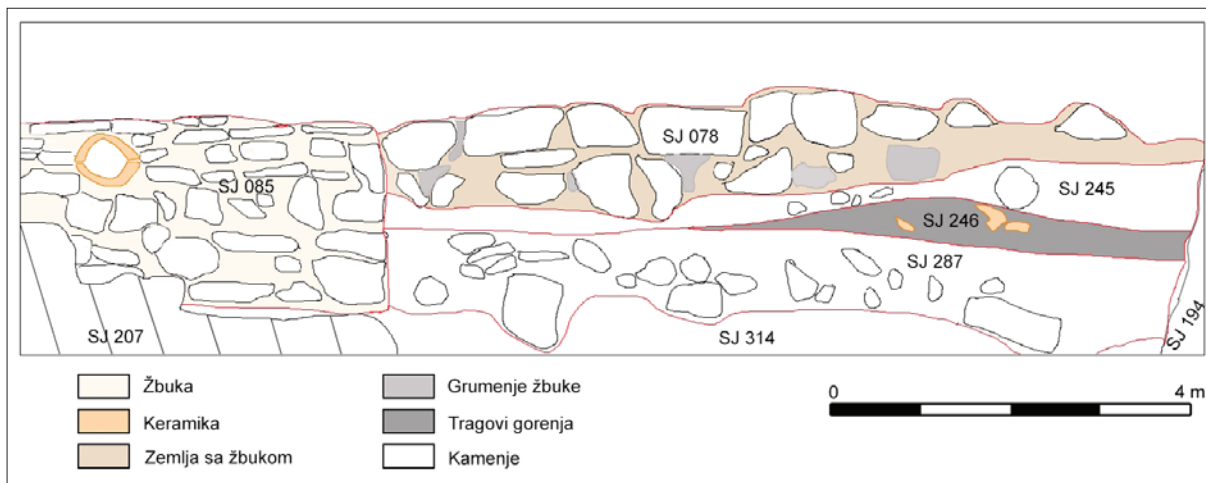 SJ 078
SJ 085
SJ 245
SJ 246
SJ 287
SJ 207
SJ 314
SJ 194
Žbuka
Keramika
Zemlja sa žbukom
Grumenje žbuke
Tragovi gorenja
Kamenje
0 4 m